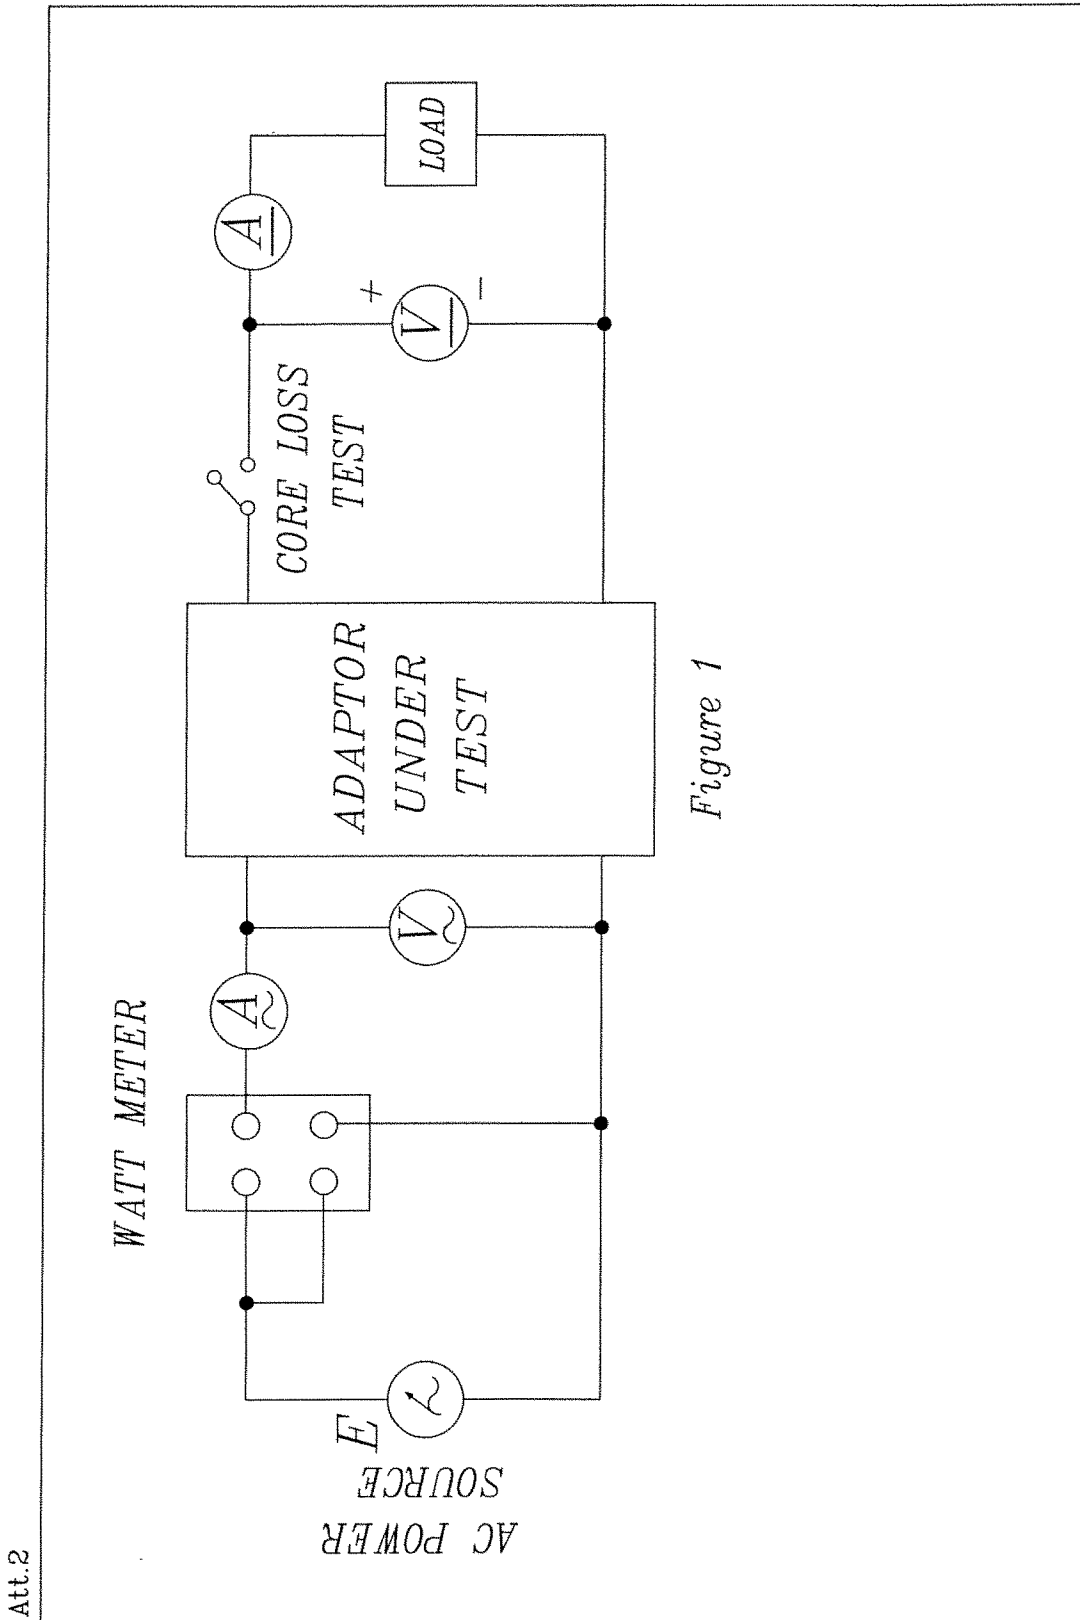 Att.2
WATT METER
A
V
E
AC POWER
SOURCE
ADAPTOR
UNDER
TEST
CORE LOSS
TEST
A
+
V
-
LOAD
Figure 1